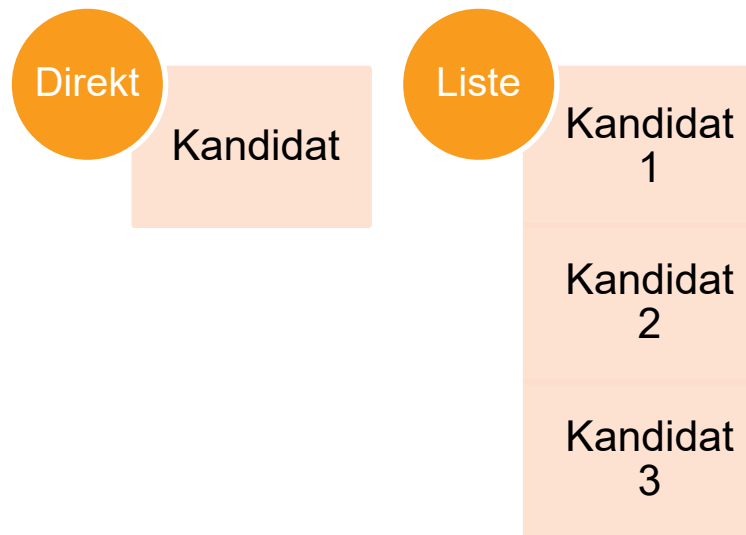 Direkt
Kandidat
Liste
Kandidat
1
Kandidat
2
Kandidat
3